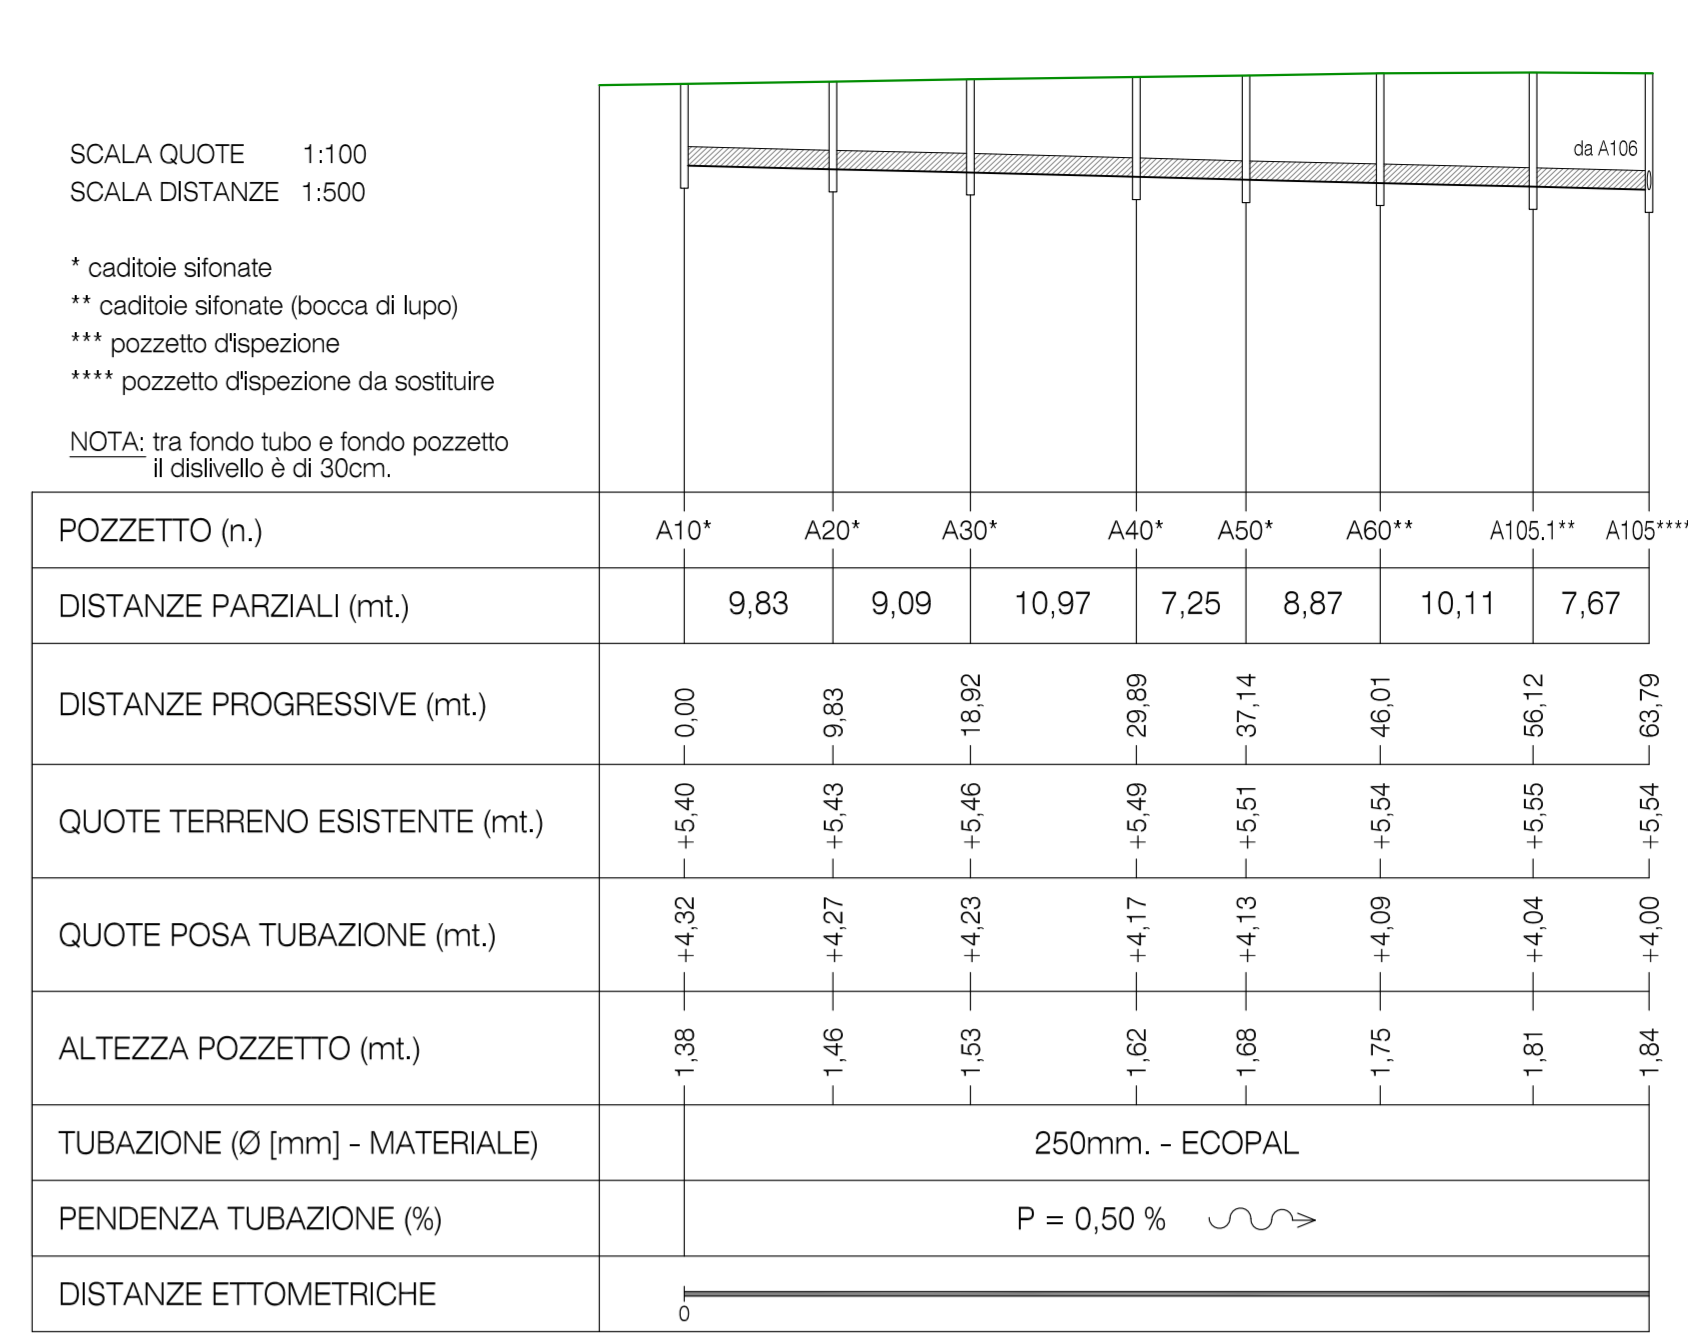 da A106
SCALA QUOTE 1:100
SCALA DISTANZE 1:500
* caditoie sifonate
** caditoie sifonate (bocca di lupo)
*** pozzetto d'ispezione
**** pozzetto d'ispezione da sostituire
NOTA: tra fondo tubo e fondo pozzetto
il dislivello è di 30cm.
POZZETTO (n.) A10* A20* A30* A40* A50* A60** A105.1** A105****
DISTANZE PARZIALI (mt.) 9,83 9,09 10,97 7,25 8,87 10,11 7,67
DISTANZE PROGRESSIVE (mt.) 0,00 9,83 18,92 29,89 37,14 46,01 56,12 63,79
QUOTE TERRENO ESISTENTE (mt.) +5,40 +5,43 +5,46 +5,49 +5,51 +5,54 +5,55 +5,54
QUOTE POSA TUBAZIONE (mt.) +4,32 +4,27 +4,23 +4,17 +4,13 +4,09 +4,04 +4,00
ALTEZZA POZZETTO (mt.) 1,38 1,46 1,53 1,62 1,68 1,75 1,81 1,84
TUBAZIONE (Ø [mm] - MATERIALE) 250mm. - ECOPAL
PENDENZA TUBAZIONE (%) P = 0,50 %
DISTANZE ETTOMETRICHE 0